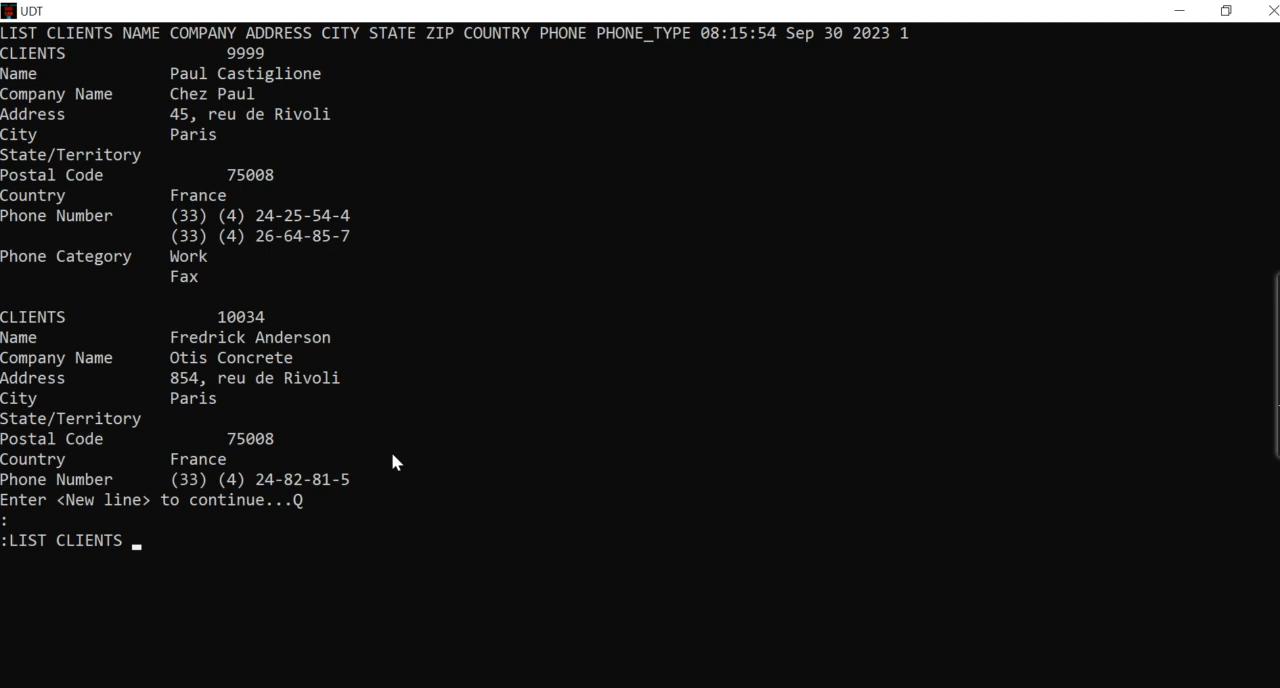 UDT
LIST CLIENTS NAME COMPANY ADDRESS CITY STATE ZIP COUNTRY PHONE PHONE_TYPE 08:15:54 Sep 30 2023 1
CLIENTS 9999
Name Paul Castiglione
Company Name Chez Paul
Address 45, reu de Rivoli
City Paris
State/Territory
Postal Code 75008
Country France
Phone Number (33) (4) 24-25-54-4
(33) (4) 26-64-85-7
Phone Category Work
Fax
CLIENTS 10034
Name Fredrick Anderson
Company Name Otis Concrete
Address 854, reu de Rivoli
City Paris
State/Territory
Postal Code 75008
Country France
Phone Number (33) (4) 24-82-81-5
Enter <New line> to continue...Q
:
:LIST CLIENTS